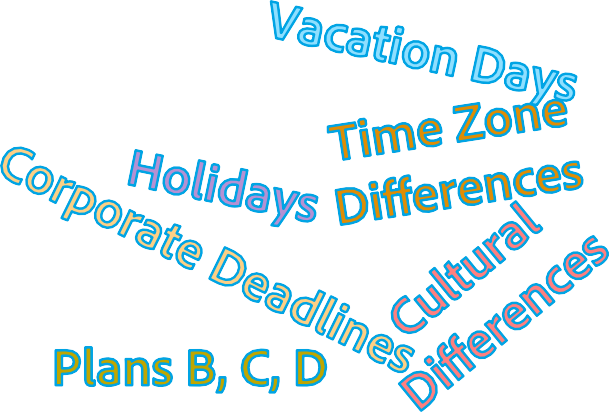 Vacation Days
Time Zone
Differences
Holidays
Corporate Deadlines
Cultural
Differences
Plans B, C, D